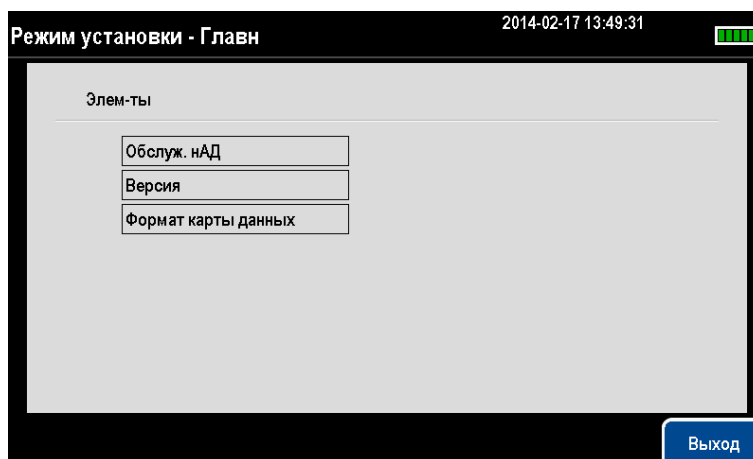 2014-02-17 13:49:31
Режим установки - Главн
Элем-ты
Обслуж. нАД
Версия
Формат карты данных
Выход